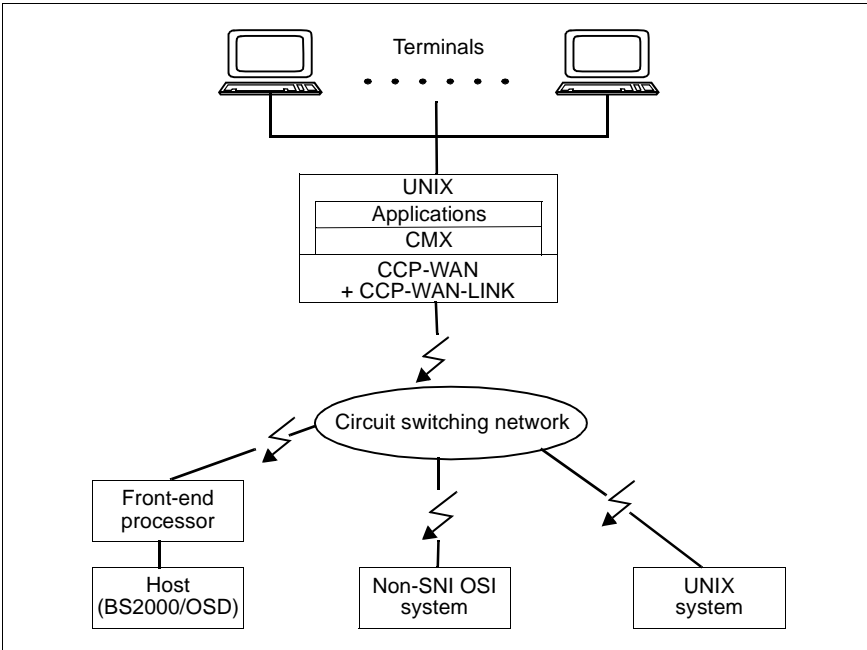 Terminals
UNIX
Applications
CMX
CCP-WAN
+ CCP-WAN-LINK
Circuit switching network
Front-end
processor
Host
(BS2000/OSD)
Non-SNI OSI
system
UNIX
system